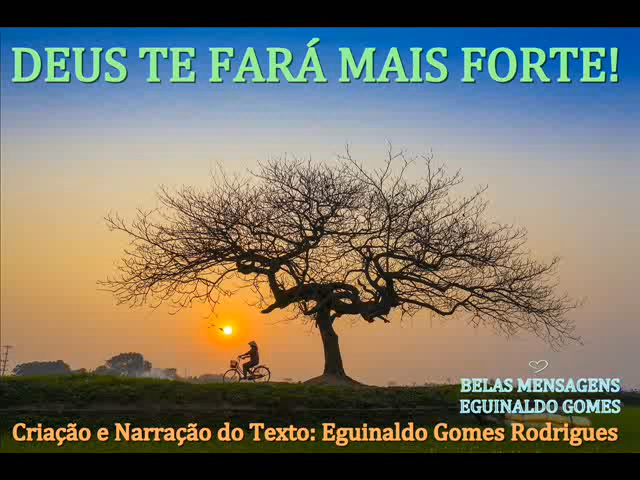 DEUS TE FARÁ MAIS FORTE!
BELAS MENSAGENS
EGUINALDO GOMES
Criação e Narração do Texto: Eguinaldo Gomes Rodrigues